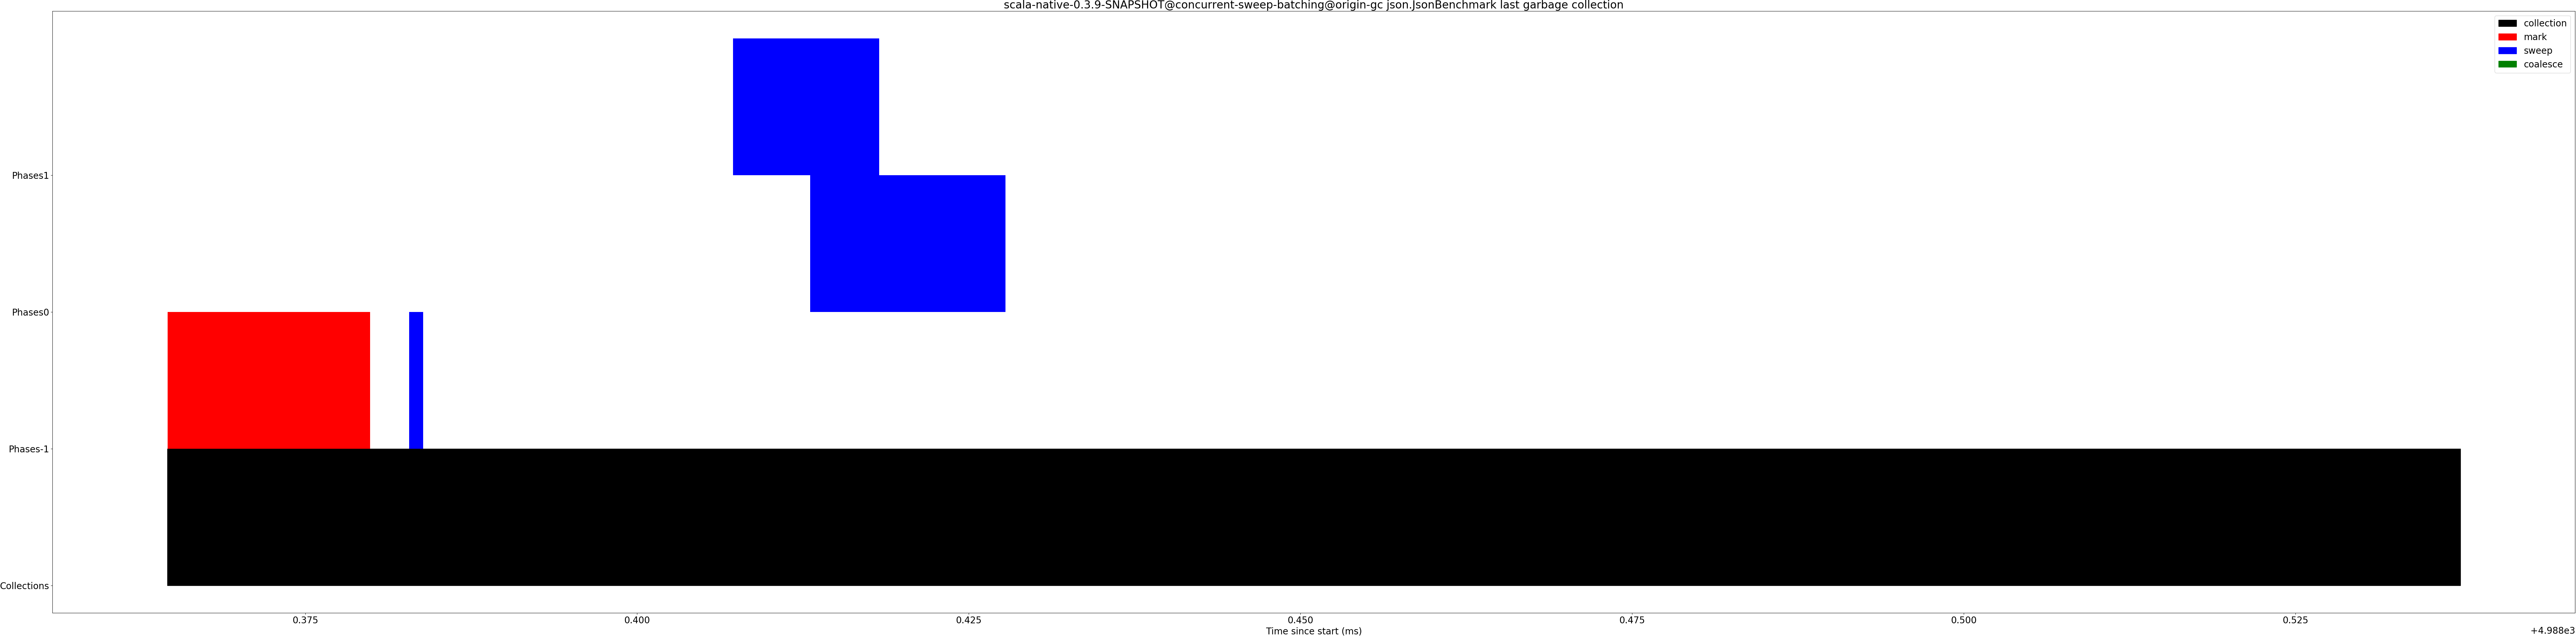 scala-native-0.3.9-SNAPSHOT@concurrent-sweep-batching@origin-gc json.JsonBenchmark last garbage collection
collection
mark
sweep
coalesce
Phases1
Phases0
Phases-1
Collections
0.375 0.400 0.425 0.450 0.475 0.500 0.525
Time since start (ms)
+4.988e3